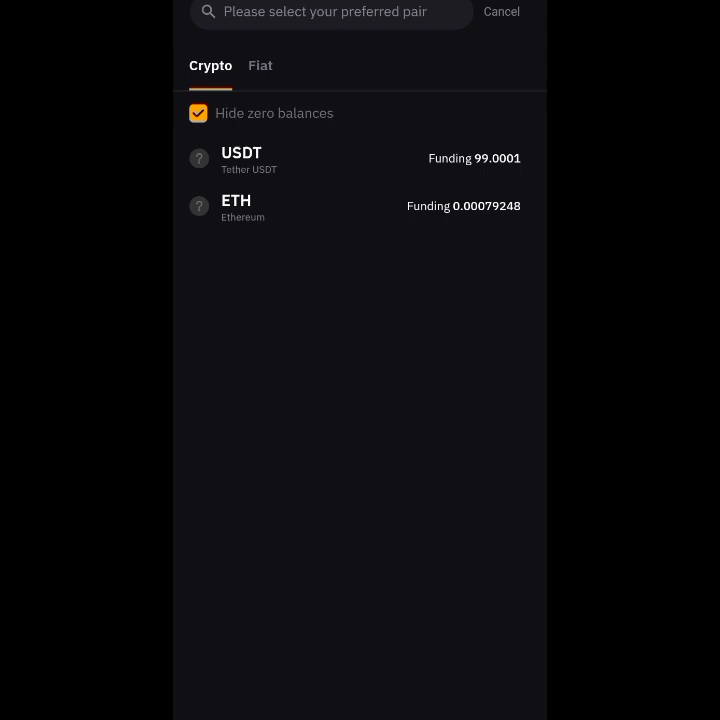 Please select your preferred pair Cancel
Crypto Fiat
Hide zero balances
? USDT Funding 99.0001
Tether USDT
? ETH Funding 0.00079248
Ethereum